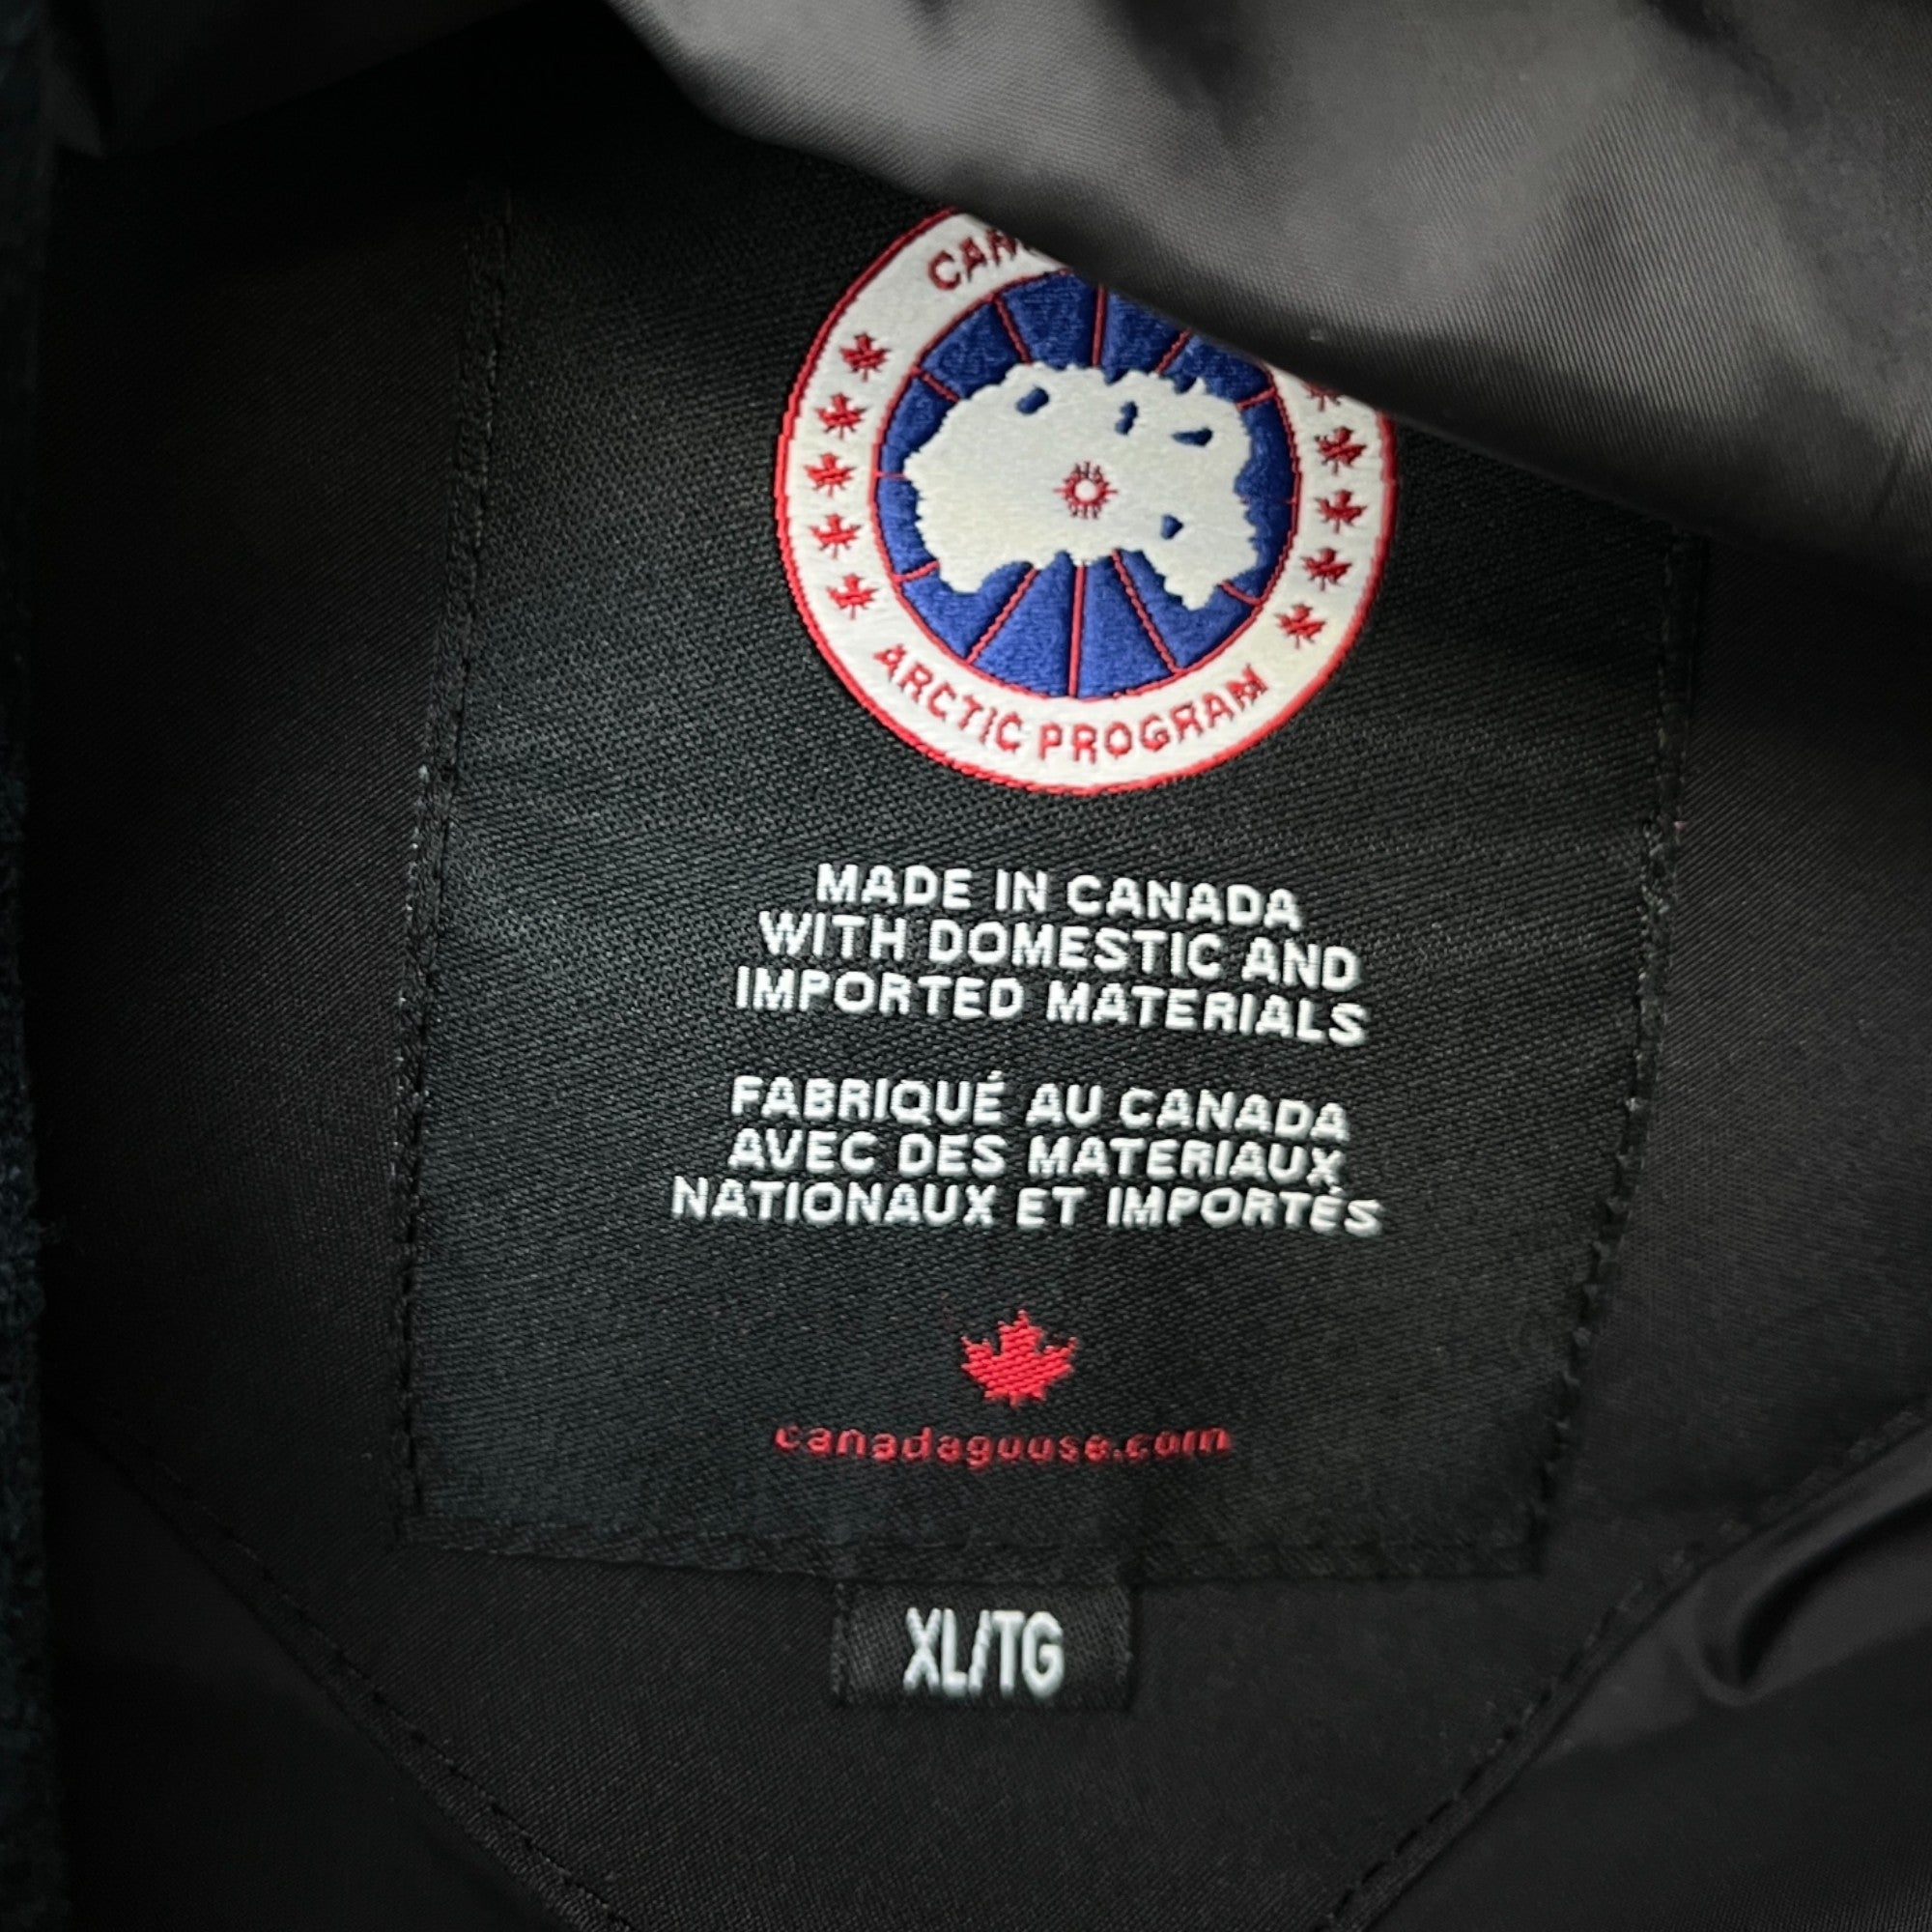 ARCTIC PROGRAM
MADE IN CANADA
WITH DOMESTIC AND
IMPORTED MATERIALS
FABRIQUÉ AU CANADA
AVEC DES MATERIAUX
NATIONAUX ET IMPORTÉS
canadagoose.com
XL/TG